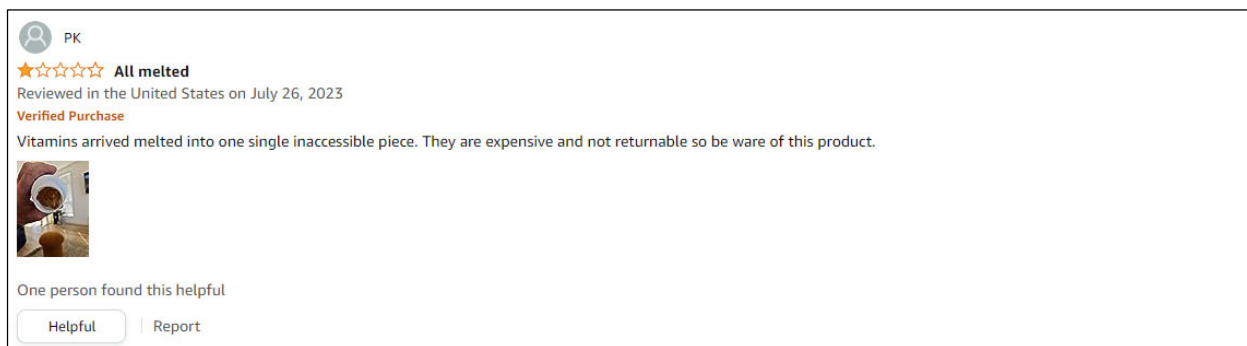 PK
All melted
Reviewed in the United States on July 26, 2023
Verified Purchase
Vitamins arrived melted into one single inaccessible piece. They are expensive and not returnable so be ware of this product.
One person found this helpful
Helpful
Report